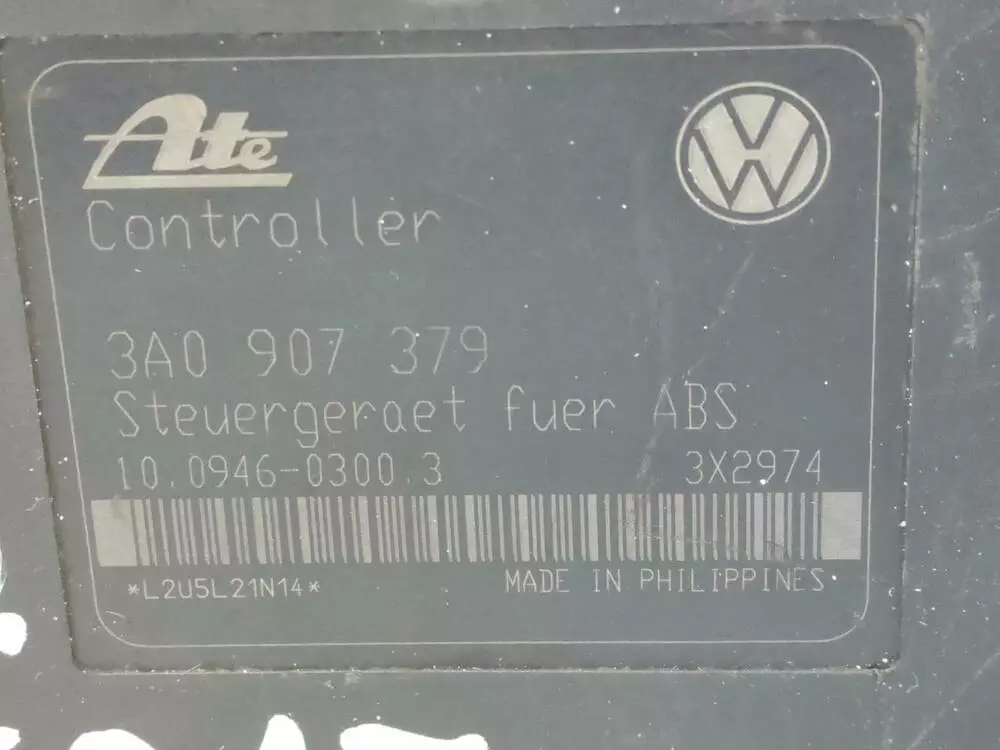 Ate
Controller
3A0 907 379
Steuergeraet fuer ABS
10.0946-0300.3 3X2974
*L2U5L21N14*
MADE IN PHILIPPINES